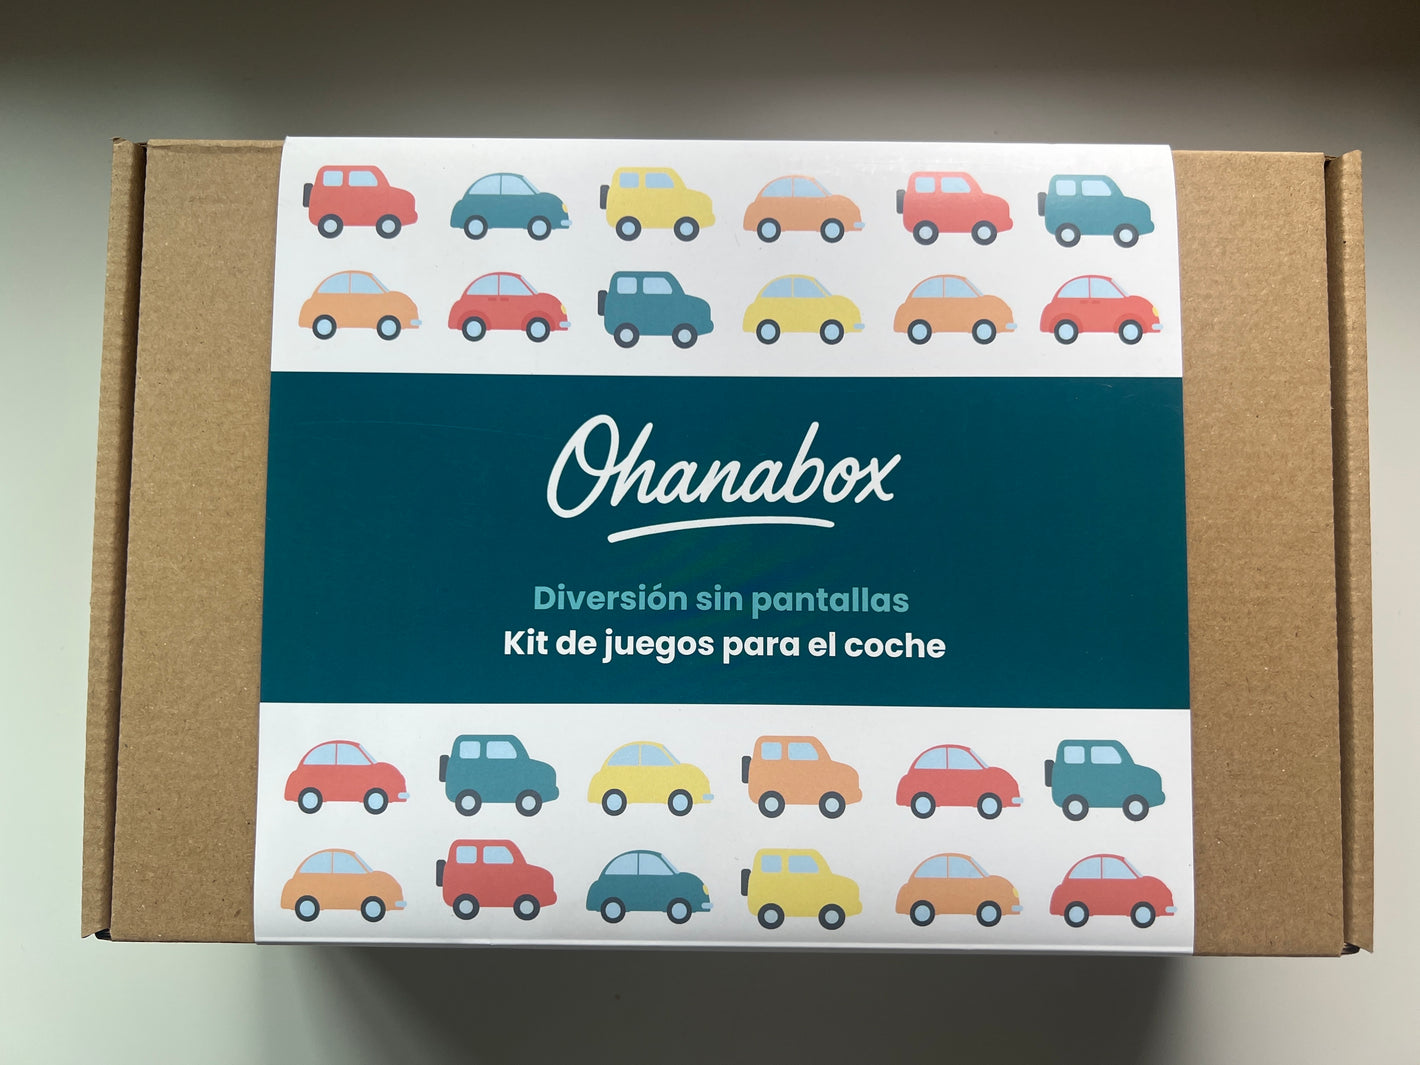 Ohanabox
Diversión sin pantallas
Kit de juegos para el coche